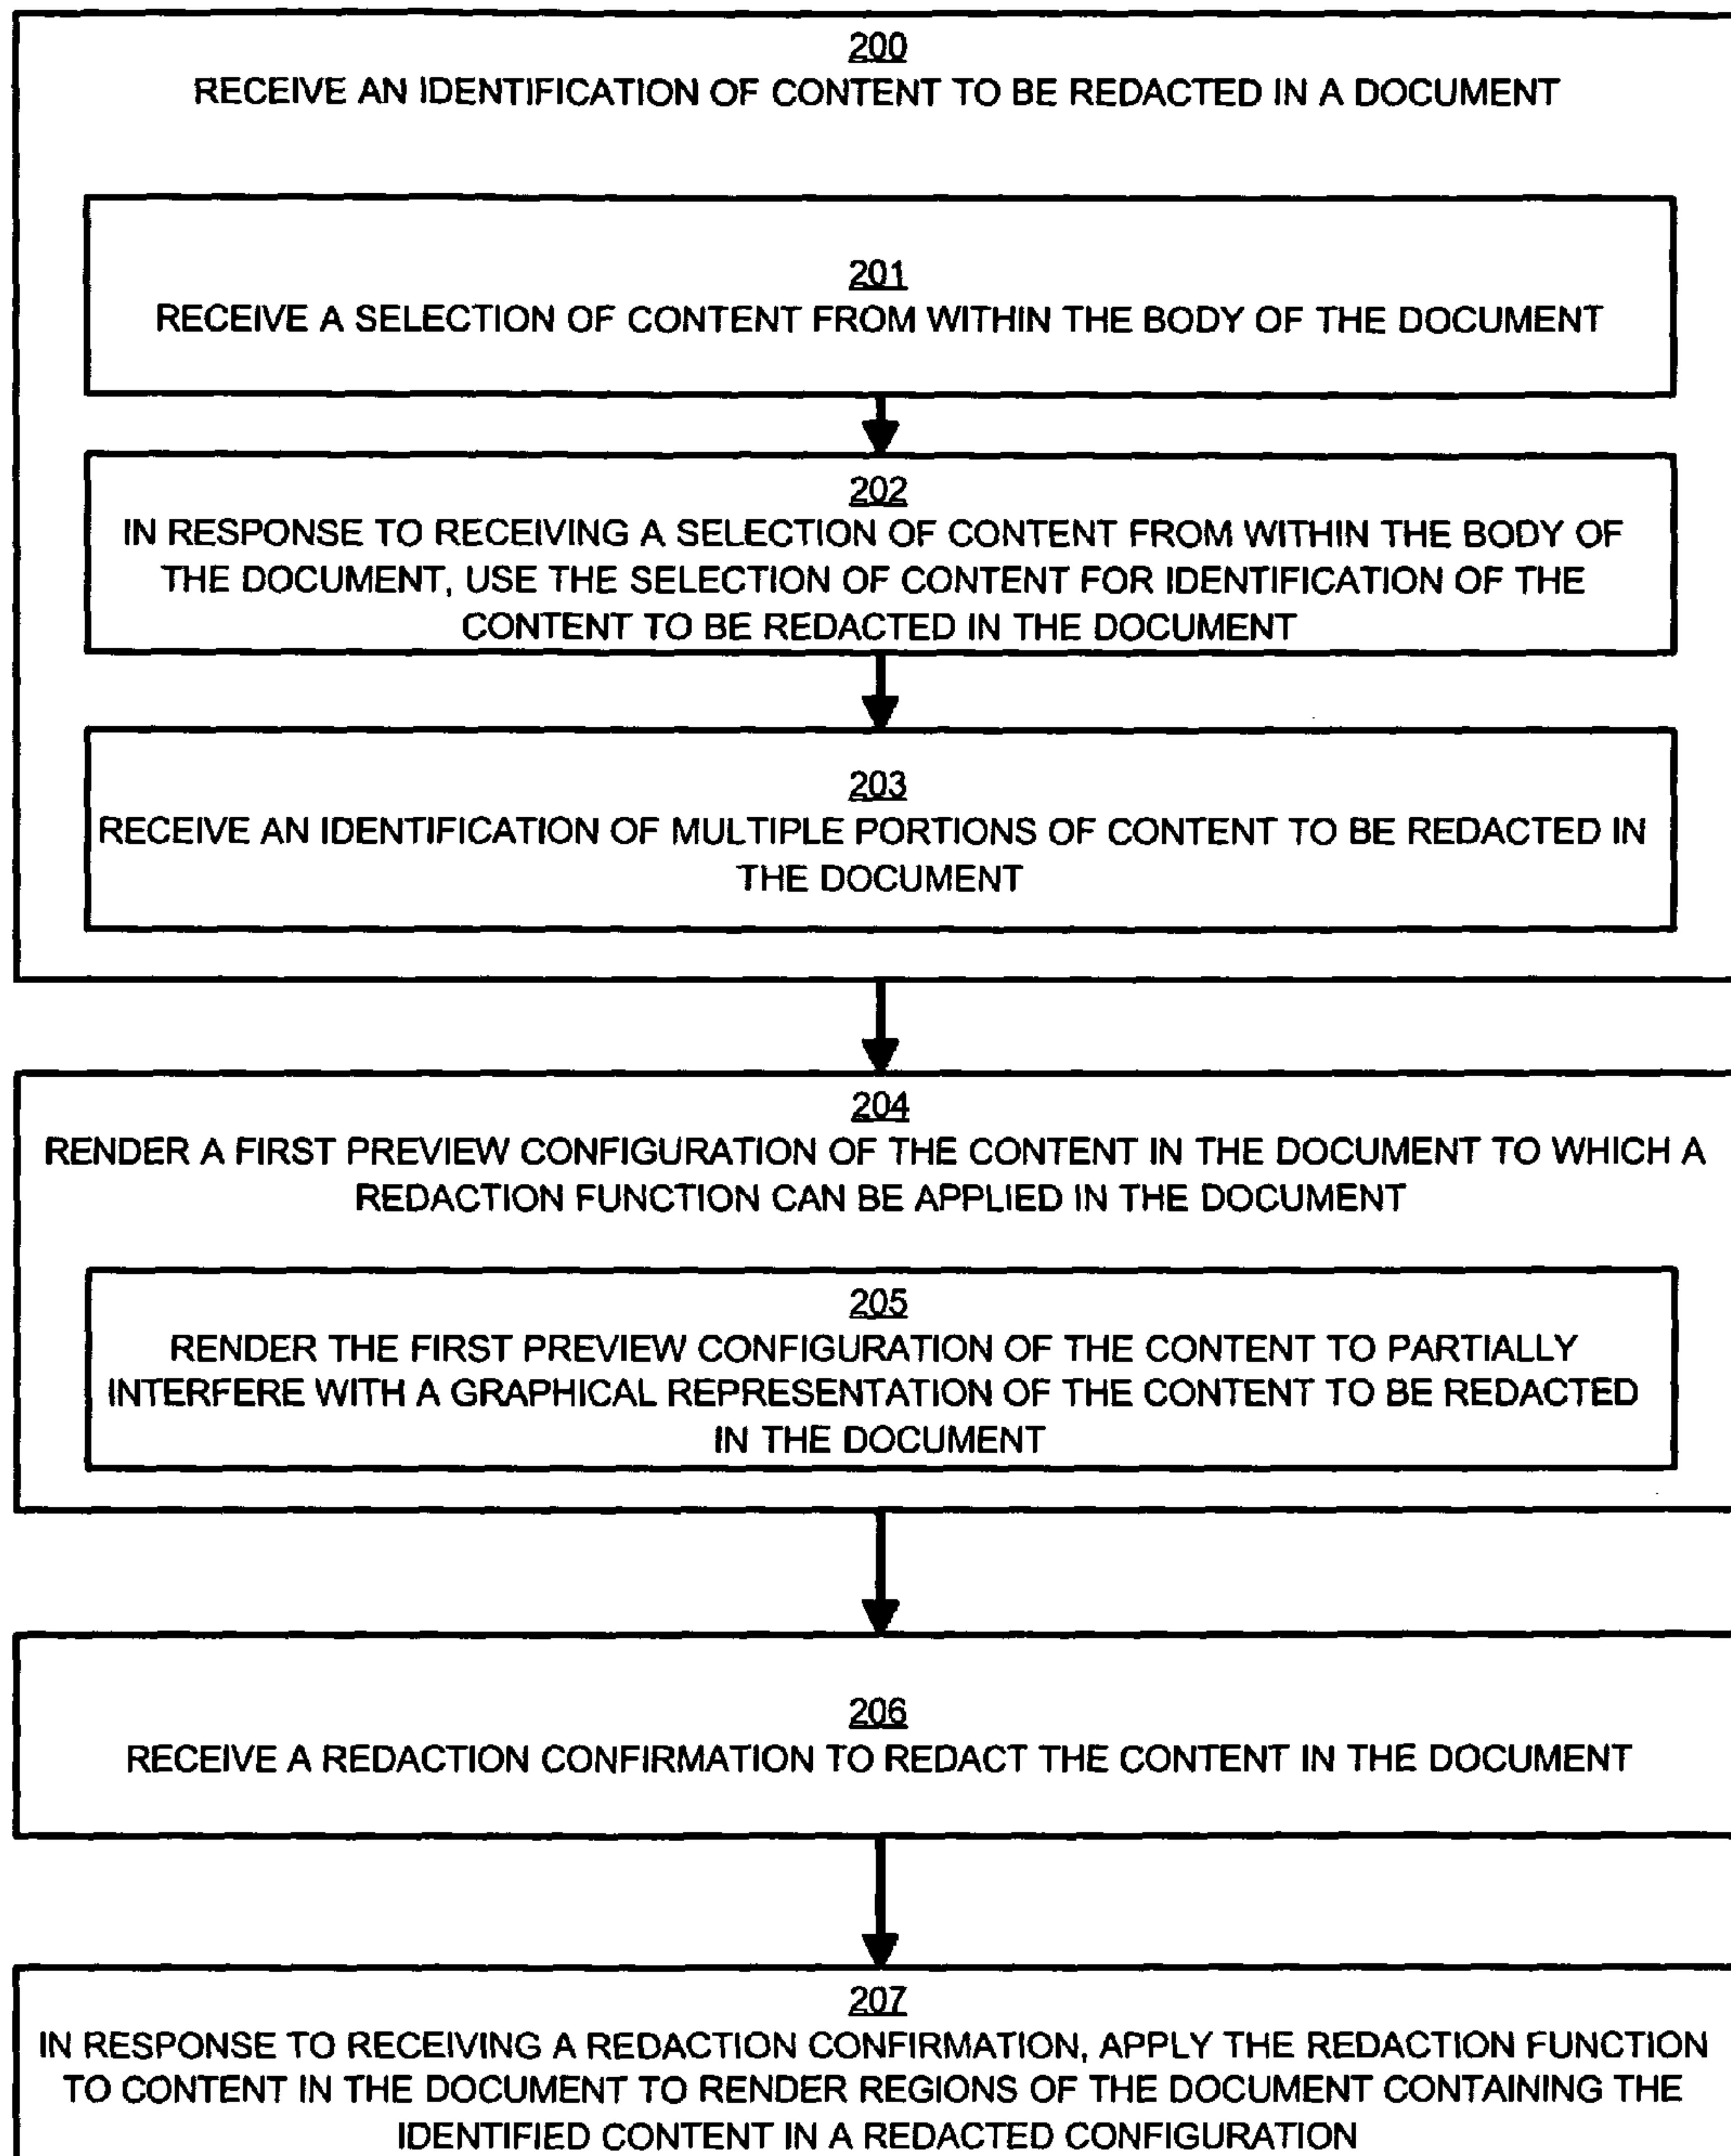 200
RECEIVE AN IDENTIFICATION OF CONTENT TO BE REDACTED IN A DOCUMENT
201
RECEIVE A SELECTION OF CONTENT FROM WITHIN THE BODY OF THE DOCUMENT
202
IN RESPONSE TO RECEIVING A SELECTION OF CONTENT FROM WITHIN THE BODY OF
THE DOCUMENT, USE THE SELECTION OF CONTENT FOR IDENTIFICATION OF THE
CONTENT TO BE REDACTED IN THE DOCUMENT
203
RECEIVE AN IDENTIFICATION OF MULTIPLE PORTIONS OF CONTENT TO BE REDACTED IN
THE DOCUMENT
204
RENDER A FIRST PREVIEW CONFIGURATION OF THE CONTENT IN THE DOCUMENT TO WHICH A
REDACTION FUNCTION CAN BE APPLIED IN THE DOCUMENT
205
RENDER THE FIRST PREVIEW CONFIGURATION OF THE CONTENT TO PARTIALLY
INTERFERE WITH A GRAPHICAL REPRESENTATION OF THE CONTENT TO BE REDACTED
IN THE DOCUMENT
206
RECEIVE A REDACTION CONFIRMATION TO REDACT THE CONTENT IN THE DOCUMENT
207
IN RESPONSE TO RECEIVING A REDACTION CONFIRMATION, APPLY THE REDACTION FUNCTION
TO CONTENT IN THE DOCUMENT TO RENDER REGIONS OF THE DOCUMENT CONTAINING THE
IDENTIFIED CONTENT IN A REDACTED CONFIGURATION